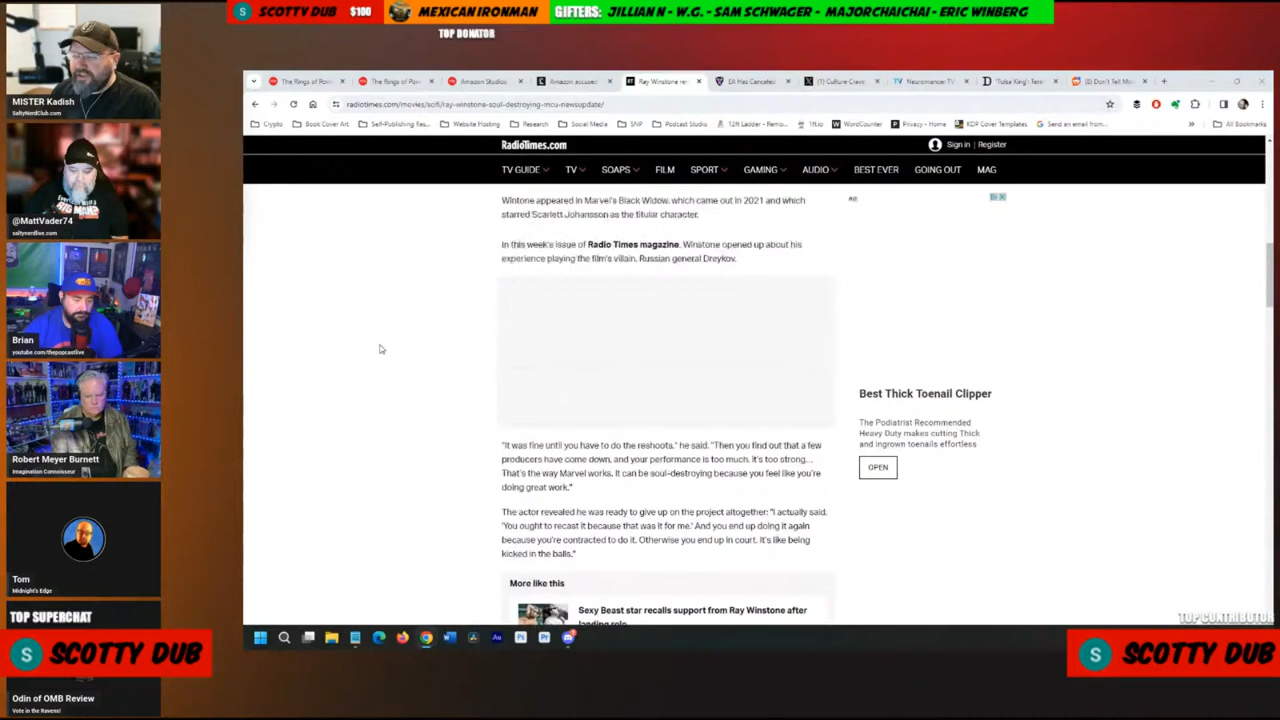 SCOTTY DUB $100 MEXICAN IRONMAN GIFTERS: JILLIAN N - W.G. - SAM SCHWAGER - MAJORCHAICHAI - ERIC WINBERG
TOP DONATOR
The Rings of Pow
The Rings of Pow
Amazon Studios
Amazon accused
Ray Winstone re
EA Has Canceled
(1) Culture Crave
Neuromancer TV
'Tulsa King': Terer
(8) Don't Tell Mo
radiotimes.com/movies/scifi/ray-winstone-soul-destroying-mcu-newsupdate/
Crypto
Book Cover Art
Self-Publishing Res...
Website Hosting
Research
Social Media
SNP
Podcast Studio
12ft Ladder - Remo...
1ft.io
WordCounter
Privacy - Home
KDP Cover Templates
Send an email from...
All Bookmarks
RadioTimes.com
Sign in | Register
TV GUIDE TV SOAPS FILM SPORT GAMING AUDIO BEST EVER GOING OUT MAG
Wintone appeared in Marvel's Black Widow, which came out in 2021 and which
starred Scarlett Johansson as the titular character.
In this week's issue of Radio Times magazine, Winstone opened up about his
experience playing the film's villain, Russian general Dreykov.
"It was fine until you have to do the reshoots," he said. "Then you find out that a few
producers have come down, and your performance is too much, it's too strong...
That's the way Marvel works. It can be soul-destroying because you feel like you're
doing great work."
The actor revealed he was ready to give up on the project altogether: "I actually said,
'You ought to recast it because that was it for me.' And you end up doing it again
because you're contracted to do it. Otherwise you end up in court. It's like being
kicked in the balls."
More like this
Sexy Beast star recalls support from Ray Winstone after
landing role
AD
Best Thick Toenail Clipper
The Podiatrist Recommended
Heavy Duty makes cutting Thick
and ingrown toenails effortless
OPEN
MISTER Kadish
SaltyNerdClub.com
@MattVader74
saltynerdlive.com
Brian
youtube.com/thepopcastlive
Robert Meyer Burnett
Imagination Connoisseur
Tom
Midnight's Edge
TOP SUPERCHAT
S SCOTTY DUB
Odin of OMB Review
Vote in the Ravens!
TOP CONTRIBUTOR
S SCOTTY DUB